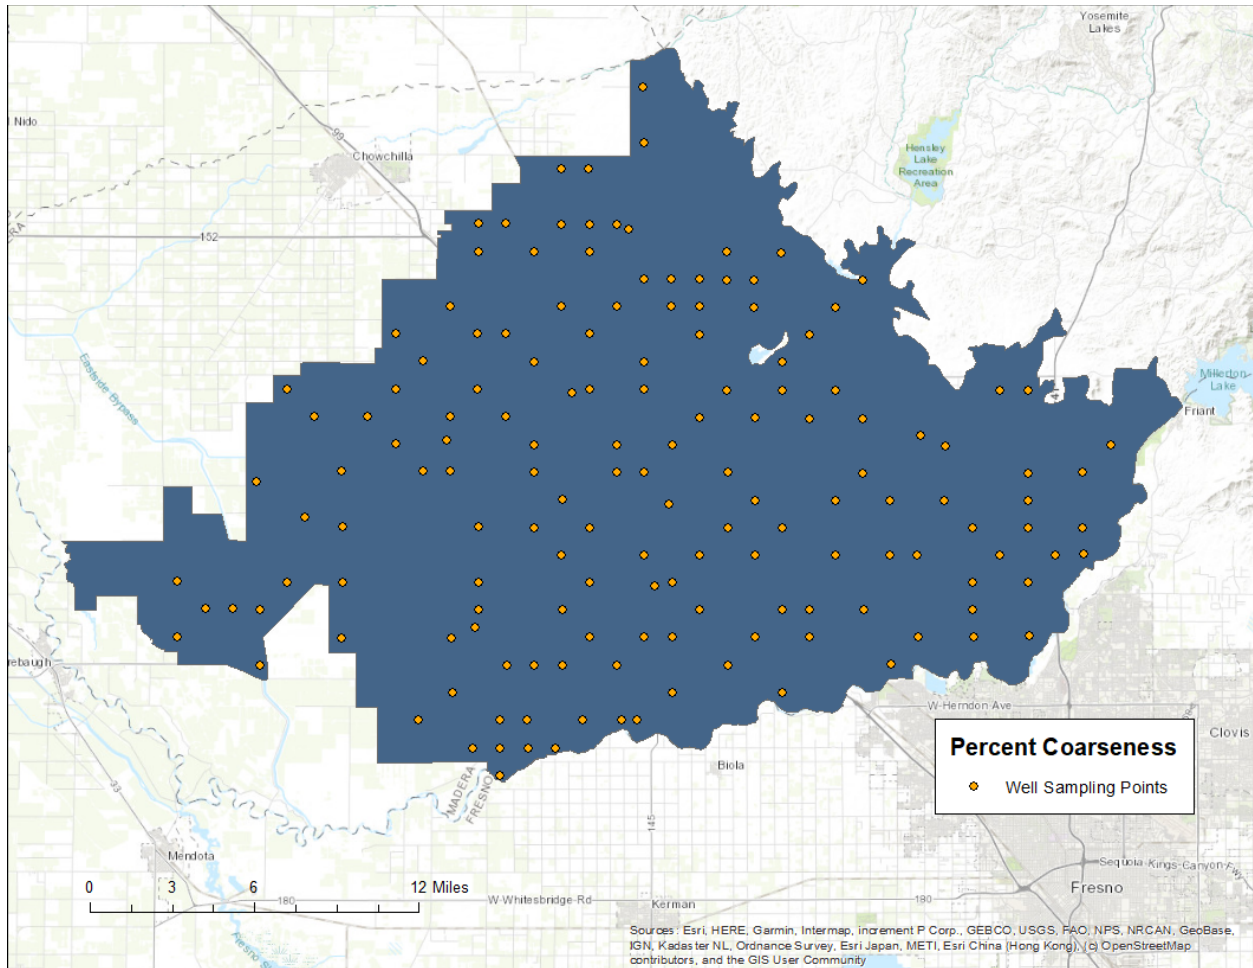 Yosemite
Lakes
Nido
99
Chowchilla
Hensley
Lake
Recreation
Area
152
Eastside Bypass
Millerton
Lake
41
Friant
rebaugh
W Herndon Ave
Clovis
Percent Coarseness
Well Sampling Points
Biola
MADERA
FRESNO
33
145
Mendota
Sequoia-Kings-Canyon-Fwy
0 3 6 12 Miles
180
W Whitesbridge Rd
Kerman
180
Fresno
Sources: Esri, HERE, Garmin, Intermap, increment P Corp., GEBCO, USGS, FAO, NPS, NRCAN, GeoBase,
IGN, Kadaster NL, Ordnance Survey, Esri Japan, METI, Esri China (Hong Kong), (c) OpenStreetMap
contributors, and the GIS User Community